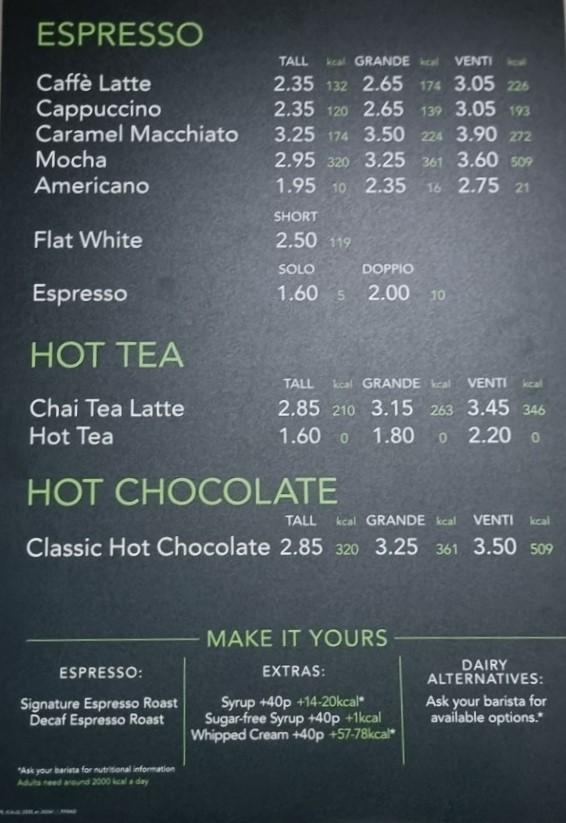 ESPRESSO
TALL kcal GRANDE kcal VENTI kcal
Caffè Latte 2.35 132 2.65 174 3.05 226
Cappuccino 2.35 120 2.65 139 3.05 193
Caramel Macchiato 3.25 174 3.50 224 3.90 272
Mocha 2.95 320 3.25 361 3.60 509
Americano 1.95 10 2.35 16 2.75 21
SHORT
Flat White 2.50 119
SOLO DOPPIO
Espresso 1.60 5 2.00 10
HOT TEA
TALL kcal GRANDE kcal VENTI kcal
Chai Tea Latte 2.85 210 3.15 263 3.45 346
Hot Tea 1.60 0 1.80 0 2.20 0
HOT CHOCOLATE
TALL kcal GRANDE kcal VENTI kcal
Classic Hot Chocolate 2.85 320 3.25 361 3.50 509
MAKE IT YOURS
ESPRESSO:
Signature Espresso Roast
Decaf Espresso Roast
EXTRAS:
Syrup +40p +14-20kcal*
Sugar-free Syrup +40p +1kcal
Whipped Cream +40p +57-78kcal*
DAIRY
ALTERNATIVES:
Ask your barista for
available options.*
*Ask your barista for nutritional information
Adults need around 2000 kcal a day